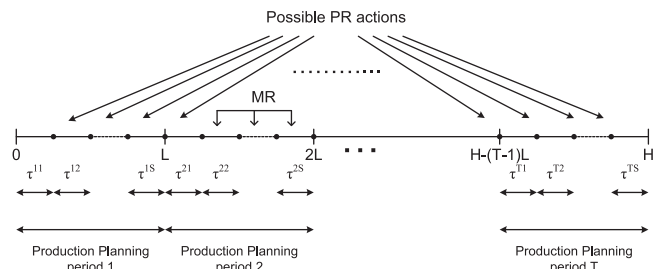 Possible PR actions
MR
0 L 2L H-(T-1)L H
τ¹¹ τ¹² τ¹ˢ τ²¹ τ²² τ²ˢ τᵀ¹ τᵀ² τᵀˢ
Production Planning period 1
Production Planning period 2
Production Planning period T